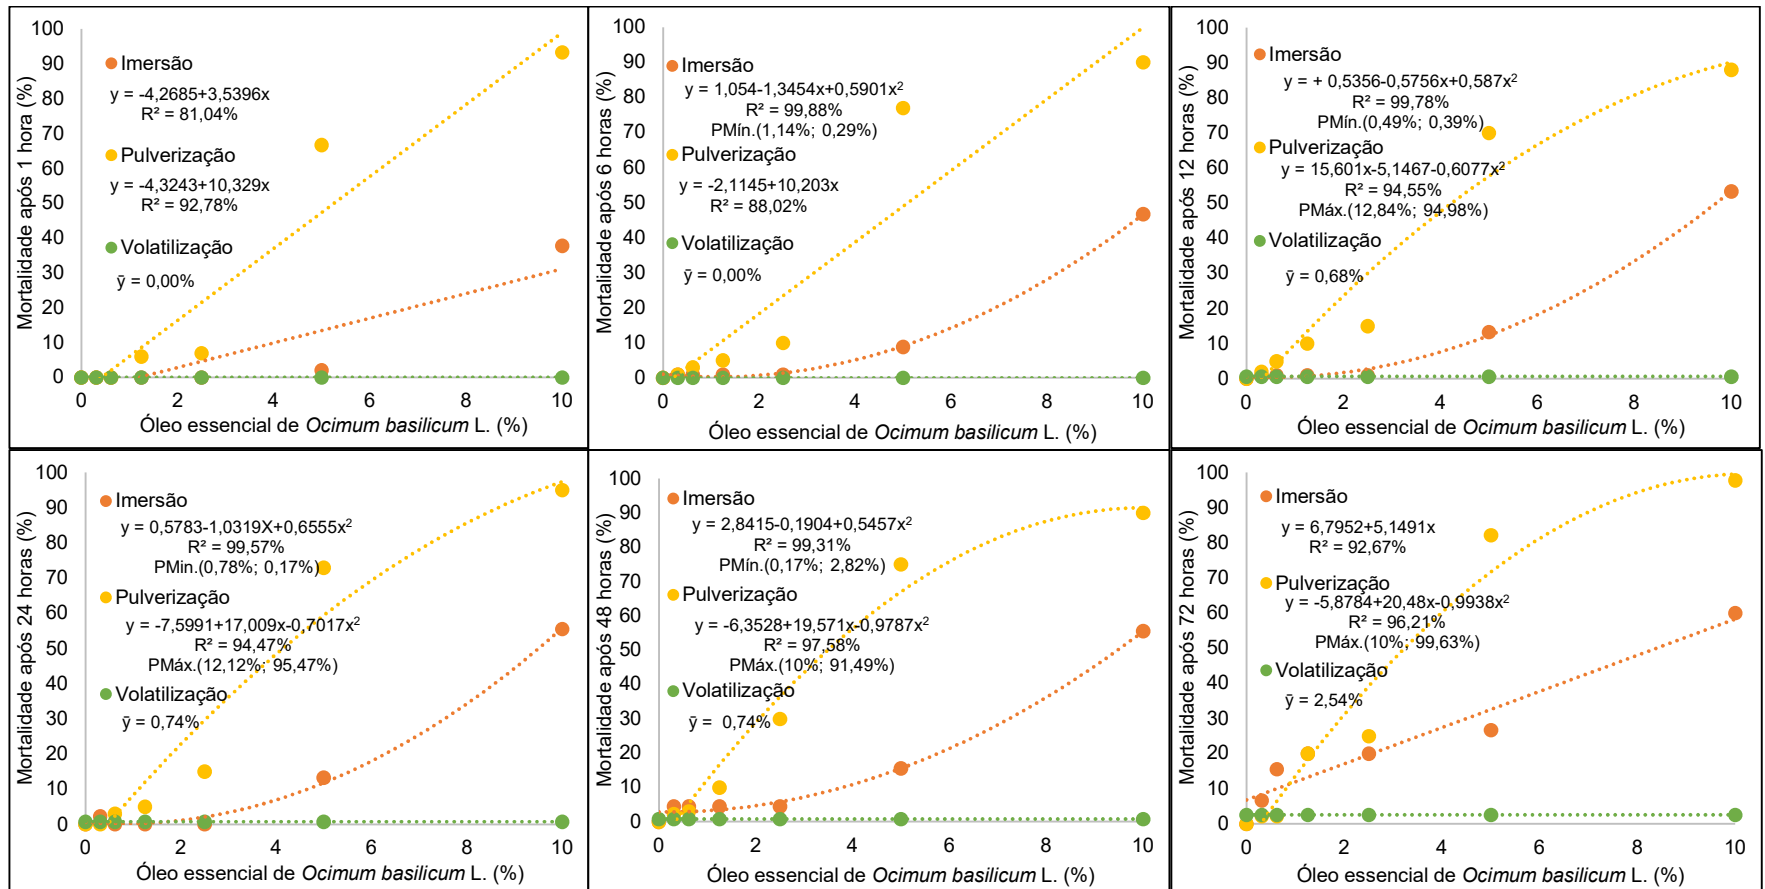 Mortalidade após 1 hora (%)
100
90
80
70
60
50
40
30
20
10
0
Imersão
y = -4,2685+3,5396x
R² = 81,04%
Pulverização
y = -4,3243+10,329x
R² = 92,78%
Volatilização
ȳ = 0,00%
0 2 4 6 8 10
Óleo essencial de Ocimum basilicum L. (%)
Mortalidade após 6 horas (%)
100
90
80
70
60
50
40
30
20
10
0
Imersão
y = 1,054-1,3454x+0,5901x²
R² = 99,88%
PMín.(1,14%; 0,29%)
Pulverização
y = -2,1145+10,203x
R² = 88,02%
Volatilização
ȳ = 0,00%
0 2 4 6 8 10
Óleo essencial de Ocimum basilicum L. (%)
Mortalidade após 12 horas (%)
100
90
80
70
60
50
40
30
20
10
0
Imersão
y = + 0,5356-0,5756x+0,587x²
R² = 99,78%
PMín.(0,49%; 0,39%)
Pulverização
y = 15,601x-5,1467-0,6077x²
R² = 94,55%
PMáx.(12,84%; 94,98%)
Volatilização
ȳ = 0,68%
0 2 4 6 8 10
Óleo essencial de Ocimum basilicum L. (%)
Mortalidade após 24 horas (%)
100
90
80
70
60
50
40
30
20
10
0
Imersão
y = 0,5783-1,0319X+0,6555x²
R² = 99,57%
PMin.(0,78%; 0,17%)
Pulverização
y = -7,5991+17,009x-0,7017x²
R² = 94,47%
PMáx.(12,12%; 95,47%)
Volatilização
ȳ = 0,74%
0 2 4 6 8 10
Óleo essencial de Ocimum basilicum L. (%)
Mortalidade após 48 horas (%)
100
90
80
70
60
50
40
30
20
10
0
Imersão
y = 2,8415-0,1904+0,5457x²
R² = 99,31%
PMín.(0,17%; 2,82%)
Pulverização
y = -6,3528+19,571x-0,9787x²
R² = 97,58%
PMáx.(10%; 91,49%)
Volatilização
ȳ = 0,74%
0 2 4 6 8 10
Óleo essencial de Ocimum basilicum L. (%)
Mortalidade após 72 horas (%)
100
90
80
70
60
50
40
30
20
10
0
Imersão
y = 6,7952+5,1491x
R² = 92,67%
Pulverização
y = -5,8784+20,48x-0,9938x²
R² = 96,21%
PMáx.(10%; 99,63%)
Volatilização
ȳ = 2,54%
0 2 4 6 8 10
Óleo essencial de Ocimum basilicum L. (%)